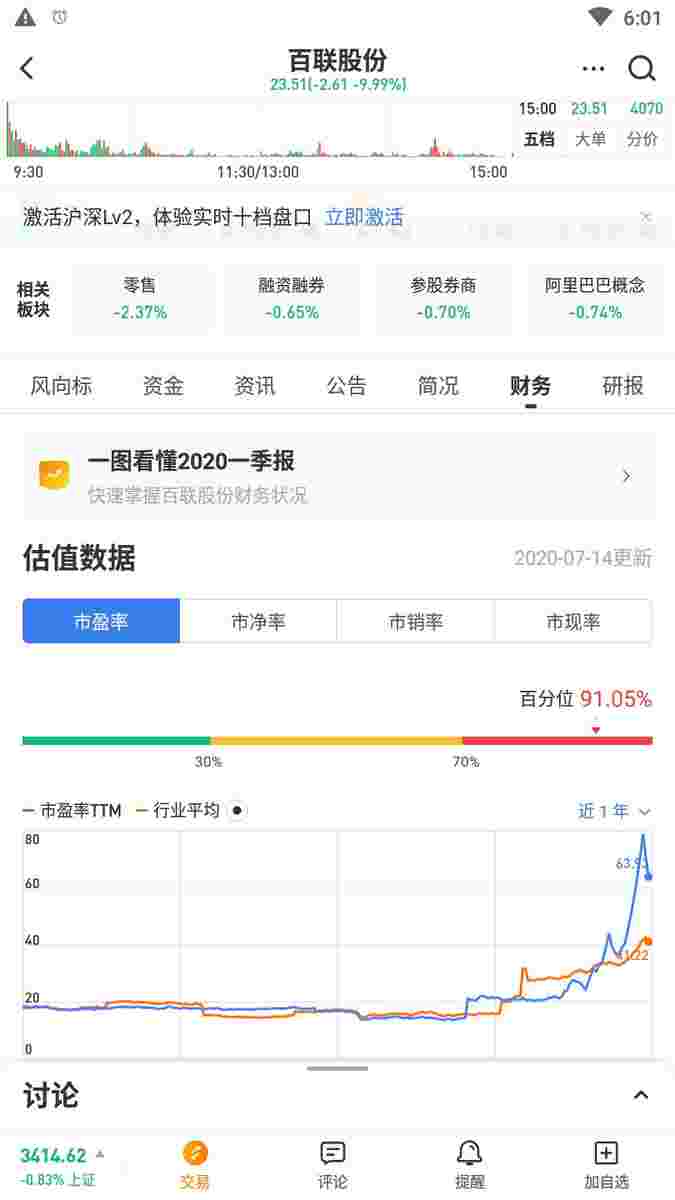 6:01
百联股份
23.51(-2.61 -9.99%)
15:00 23.51 4070
五档 大单 分价
9:30 11:30/13:00 15:00
激活沪深Lv2，体验实时十档盘口 立即激活
相关板块
零售 融资融券 参股券商 阿里巴巴概念
-2.37% -0.65% -0.70% -0.74%
风向标 资金 资讯 公告 简况 财务 研报
一图看懂2020一季报
快速掌握百联股份财务状况
估值数据 2020-07-14更新
市盈率 市净率 市销率 市现率
百分位 91.05%
30% 70%
市盈率TTM 行业平均 近1年
80
63.93
60
40
41.22
20
0
讨论
3414.62
-0.83% 上证
交易 评论 提醒 加自选